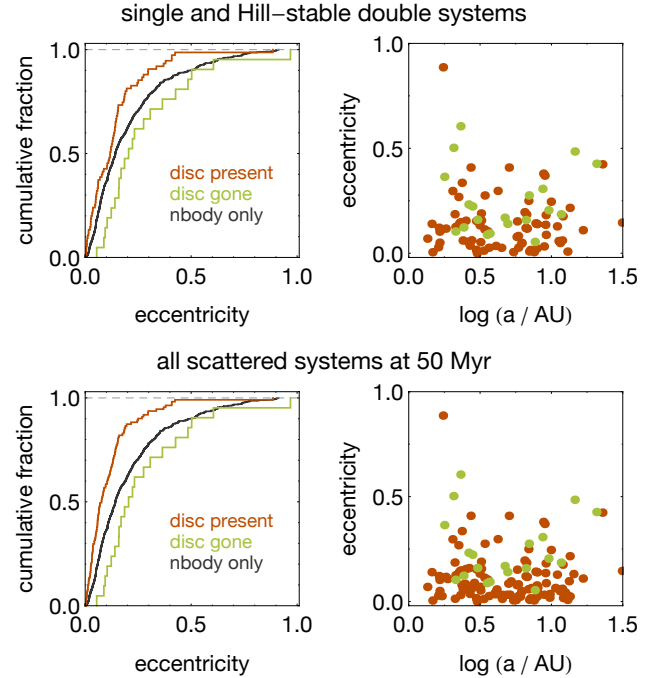 single and Hill−stable double systems
1.0
0.5
0.0
cumulative fraction
disc present
disc gone
nbody only
0.0 0.5 1.0
eccentricity
1.0
0.5
0.0
eccentricity
0.0 0.5 1.0 1.5
log (a / AU)
all scattered systems at 50 Myr
1.0
0.5
0.0
cumulative fraction
disc present
disc gone
nbody only
0.0 0.5 1.0
eccentricity
1.0
0.5
0.0
eccentricity
0.0 0.5 1.0 1.5
log (a / AU)